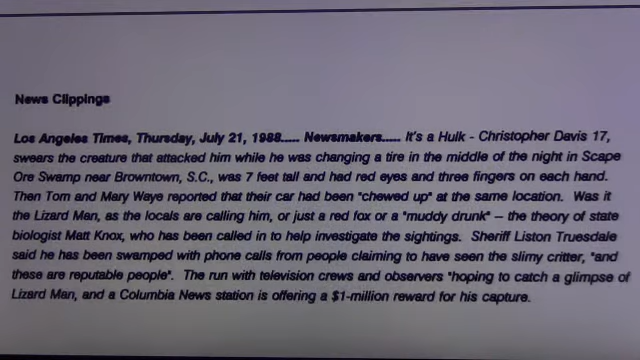 News Clippings
Los Angeles Times, Thursday, July 21, 1988..... Newsmakers..... It's a Hulk - Christopher Davis 17,
swears the creature that attacked him while he was changing a tire in the middle of the night in Scape
Ore Swamp near Browntown, S.C., was 7 feet tall and had red eyes and three fingers on each hand.
Then Tom and Mary Waye reported that their car had been "chewed up" at the same location. Was it
the Lizard Man, as the locals are calling him, or just a red fox or a "muddy drunk" -- the theory of state
biologist Matt Knox, who has been called in to help investigate the sightings. Sheriff Liston Truesdale
said he has been swamped with phone calls from people claiming to have seen the slimy critter, "and
these are reputable people". The run with television crews and observers "hoping to catch a glimpse of
Lizard Man, and a Columbia News station is offering a $1-million reward for his capture.